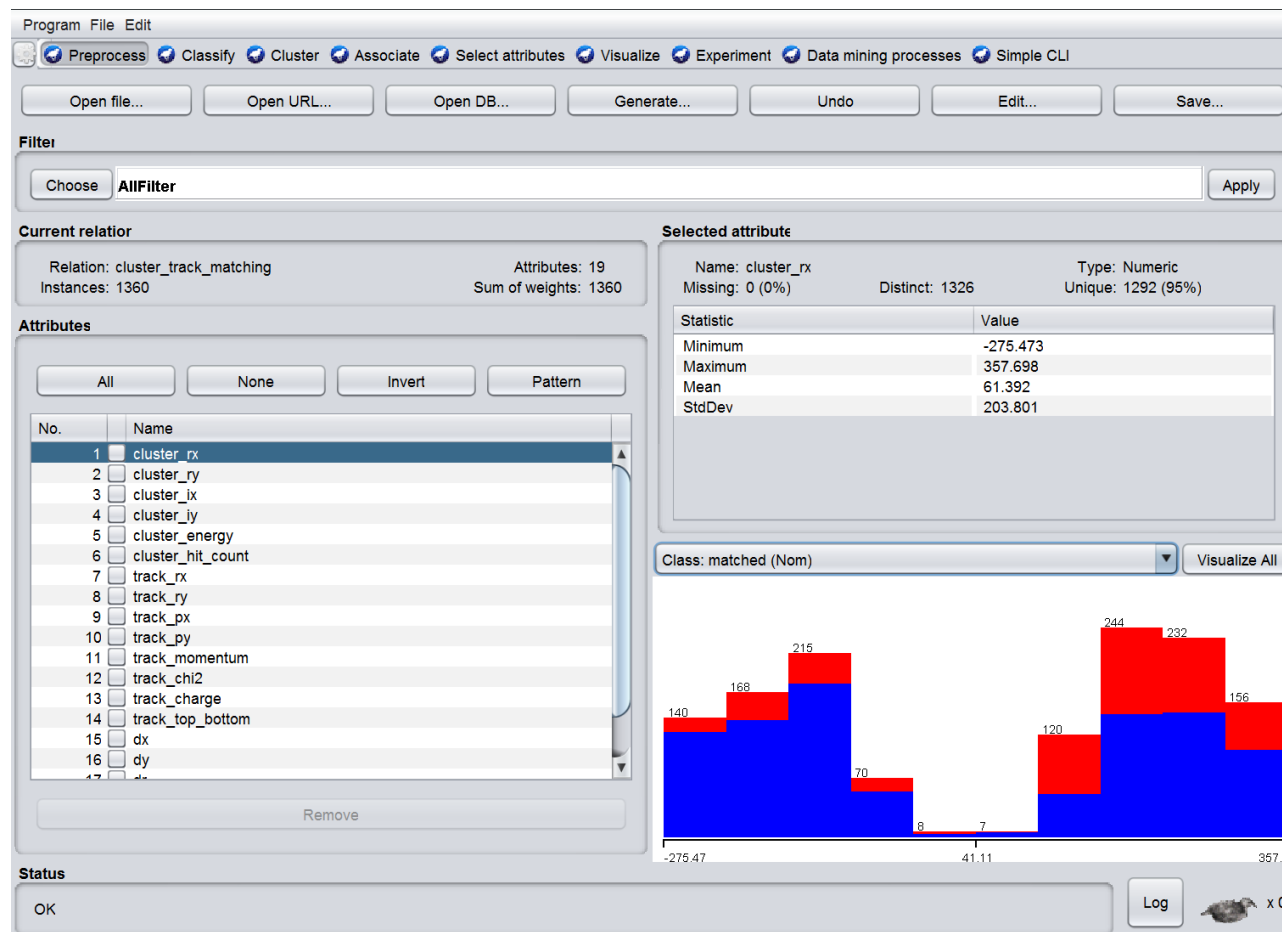 Program File Edit
Preprocess Classify Cluster Associate Select attributes Visualize Experiment Data mining processes Simple CLI
Open file... Open URL... Open DB... Generate... Undo Edit... Save...
Filter
Choose AllFilter Apply
Current relation
Relation: cluster_track_matching Attributes: 19
Instances: 1360 Sum of weights: 1360
Attributes
All None Invert Pattern
No. Name
1 cluster_rx
2 cluster_ry
3 cluster_ix
4 cluster_iy
5 cluster_energy
6 cluster_hit_count
7 track_rx
8 track_ry
9 track_px
10 track_py
11 track_momentum
12 track_chi2
13 track_charge
14 track_top_bottom
15 dx
16 dy
17 dr
Remove
Selected attribute
Name: cluster_rx Type: Numeric
Missing: 0 (0%) Distinct: 1326 Unique: 1292 (95%)
Statistic Value
Minimum -275.473
Maximum 357.698
Mean 61.392
StdDev 203.801
Class: matched (Nom) Visualize All
140 168 215 70 8 7 120 244 232 156
-275.47 41.11 357.
Status
OK
Log x 0